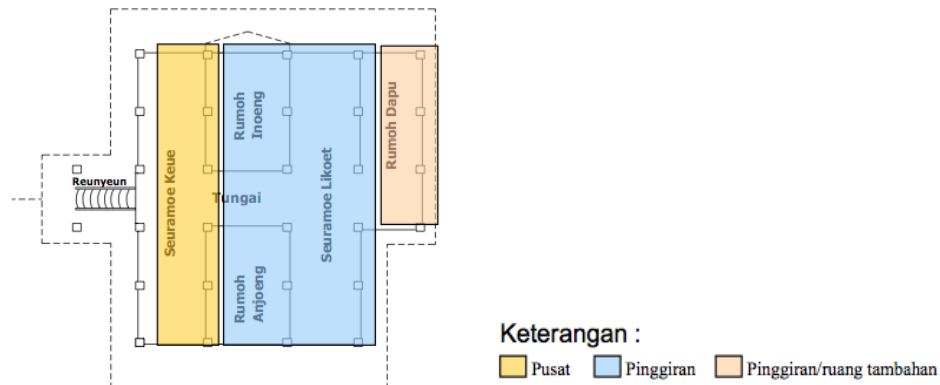 Reunyeun
Seuramoe Keue
Rumoh
Inoeng
Tungai
Rumoh
Anjoeng
Seuramoe Likoet
Rumoh Dapu
Keterangan :
Pusat
Pinggiran
Pinggiran/ruang tambahan